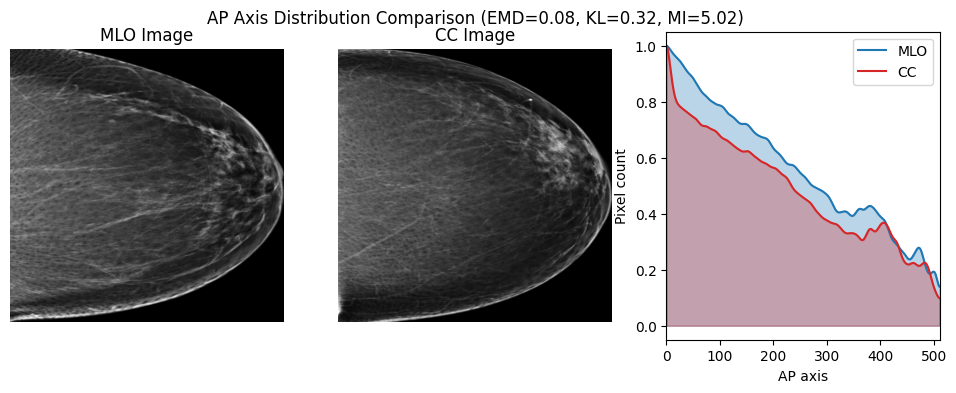 AP Axis Distribution Comparison (EMD=0.08, KL=0.32, MI=5.02)
MLO Image
CC Image
MLO
CC
Pixel count
1.0
0.8
0.6
0.4
0.2
0.0
0 100 200 300 400 500
AP axis